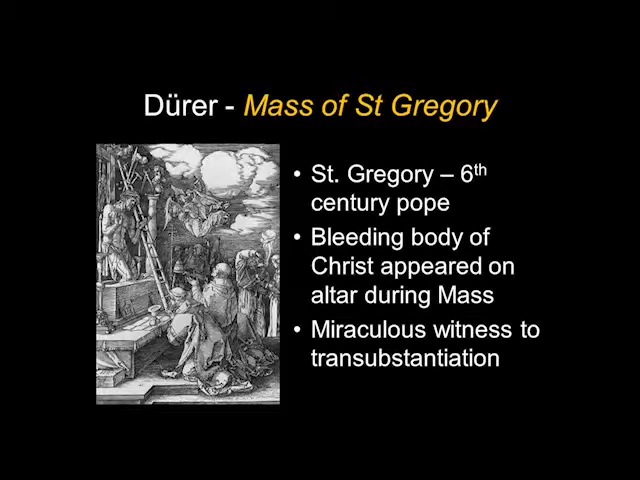 Dürer - Mass of St Gregory
• St. Gregory – 6th
century pope
• Bleeding body of
Christ appeared on
altar during Mass
• Miraculous witness to
transubstantiation